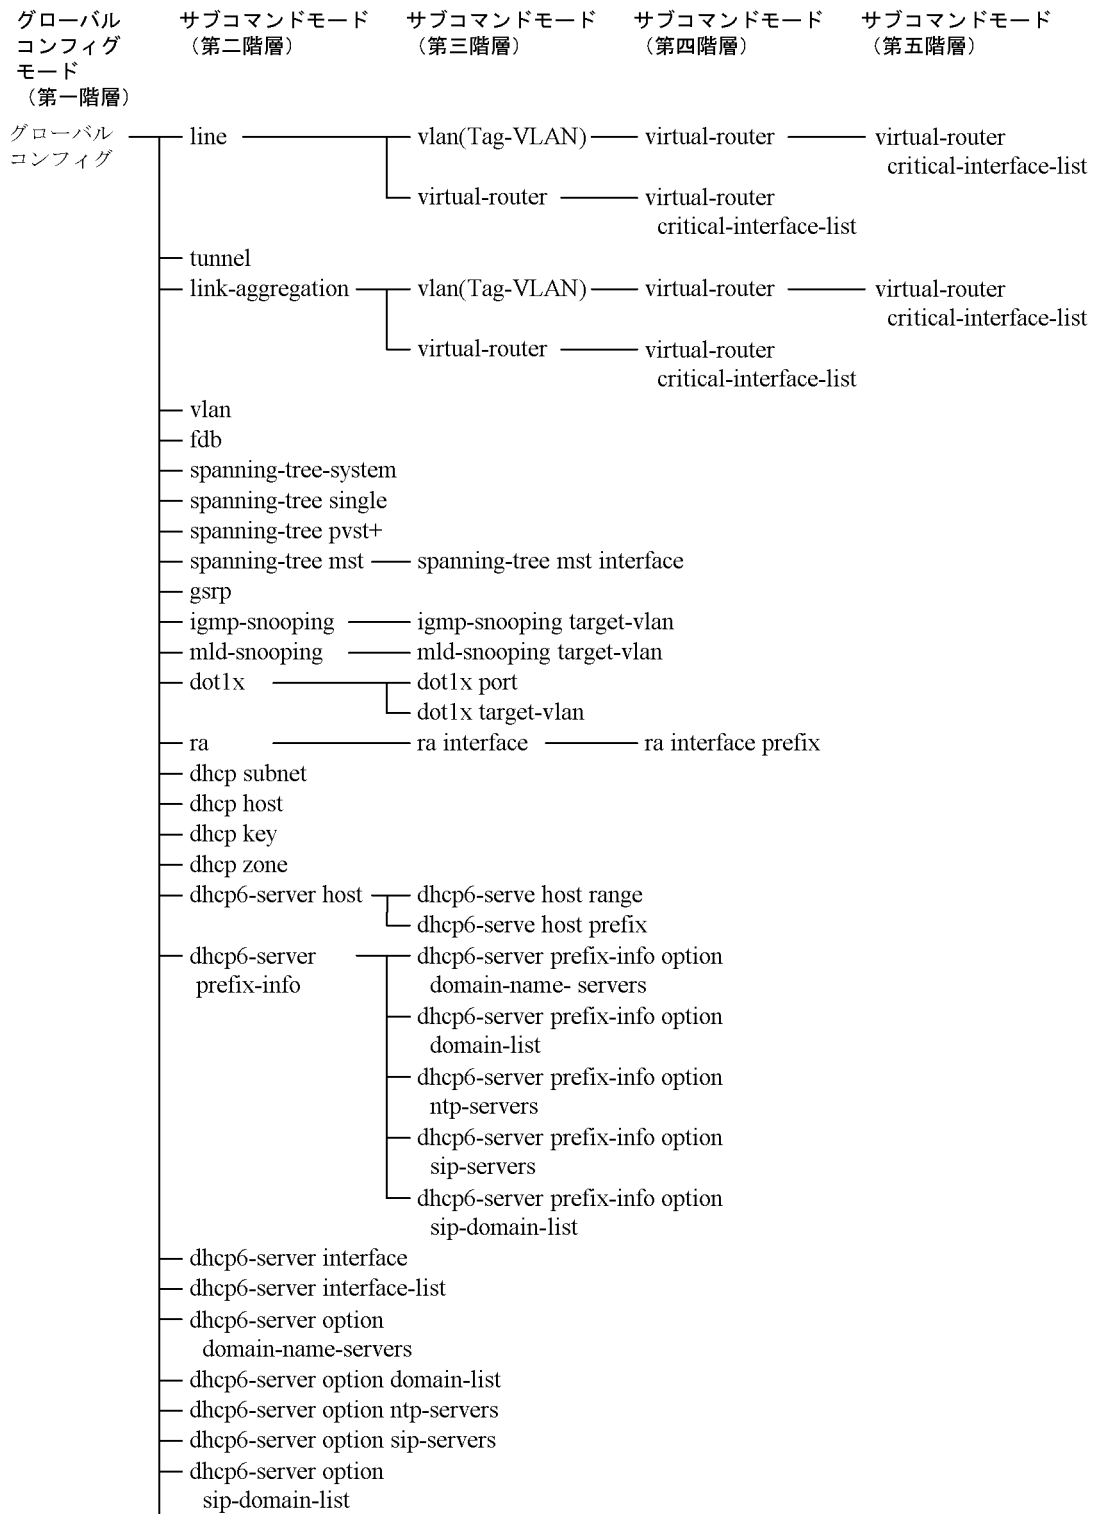 グローバル
コンフィグ
モード
（第一階層）
サブコマンドモード
（第二階層）
サブコマンドモード
（第三階層）
サブコマンドモード
（第四階層）
サブコマンドモード
（第五階層）
グローバル
コンフィグ
line
vlan(Tag-VLAN)
virtual-router
virtual-router
critical-interface-list
virtual-router
virtual-router
critical-interface-list
tunnel
link-aggregation
vlan(Tag-VLAN)
virtual-router
virtual-router
critical-interface-list
virtual-router
virtual-router
critical-interface-list
vlan
fdb
spanning-tree-system
spanning-tree single
spanning-tree pvst+
spanning-tree mst
spanning-tree mst interface
gsrp
igmp-snooping
igmp-snooping target-vlan
mld-snooping
mld-snooping target-vlan
dot1x
dot1x port
dot1x target-vlan
ra
ra interface
ra interface prefix
dhcp subnet
dhcp host
dhcp key
dhcp zone
dhcp6-server host
dhcp6-serve host range
dhcp6-serve host prefix
dhcp6-server
prefix-info
dhcp6-server prefix-info option
domain-name- servers
dhcp6-server prefix-info option
domain-list
dhcp6-server prefix-info option
ntp-servers
dhcp6-server prefix-info option
sip-servers
dhcp6-server prefix-info option
sip-domain-list
dhcp6-server interface
dhcp6-server interface-list
dhcp6-server option
domain-name-servers
dhcp6-server option domain-list
dhcp6-server option ntp-servers
dhcp6-server option sip-servers
dhcp6-server option
sip-domain-list